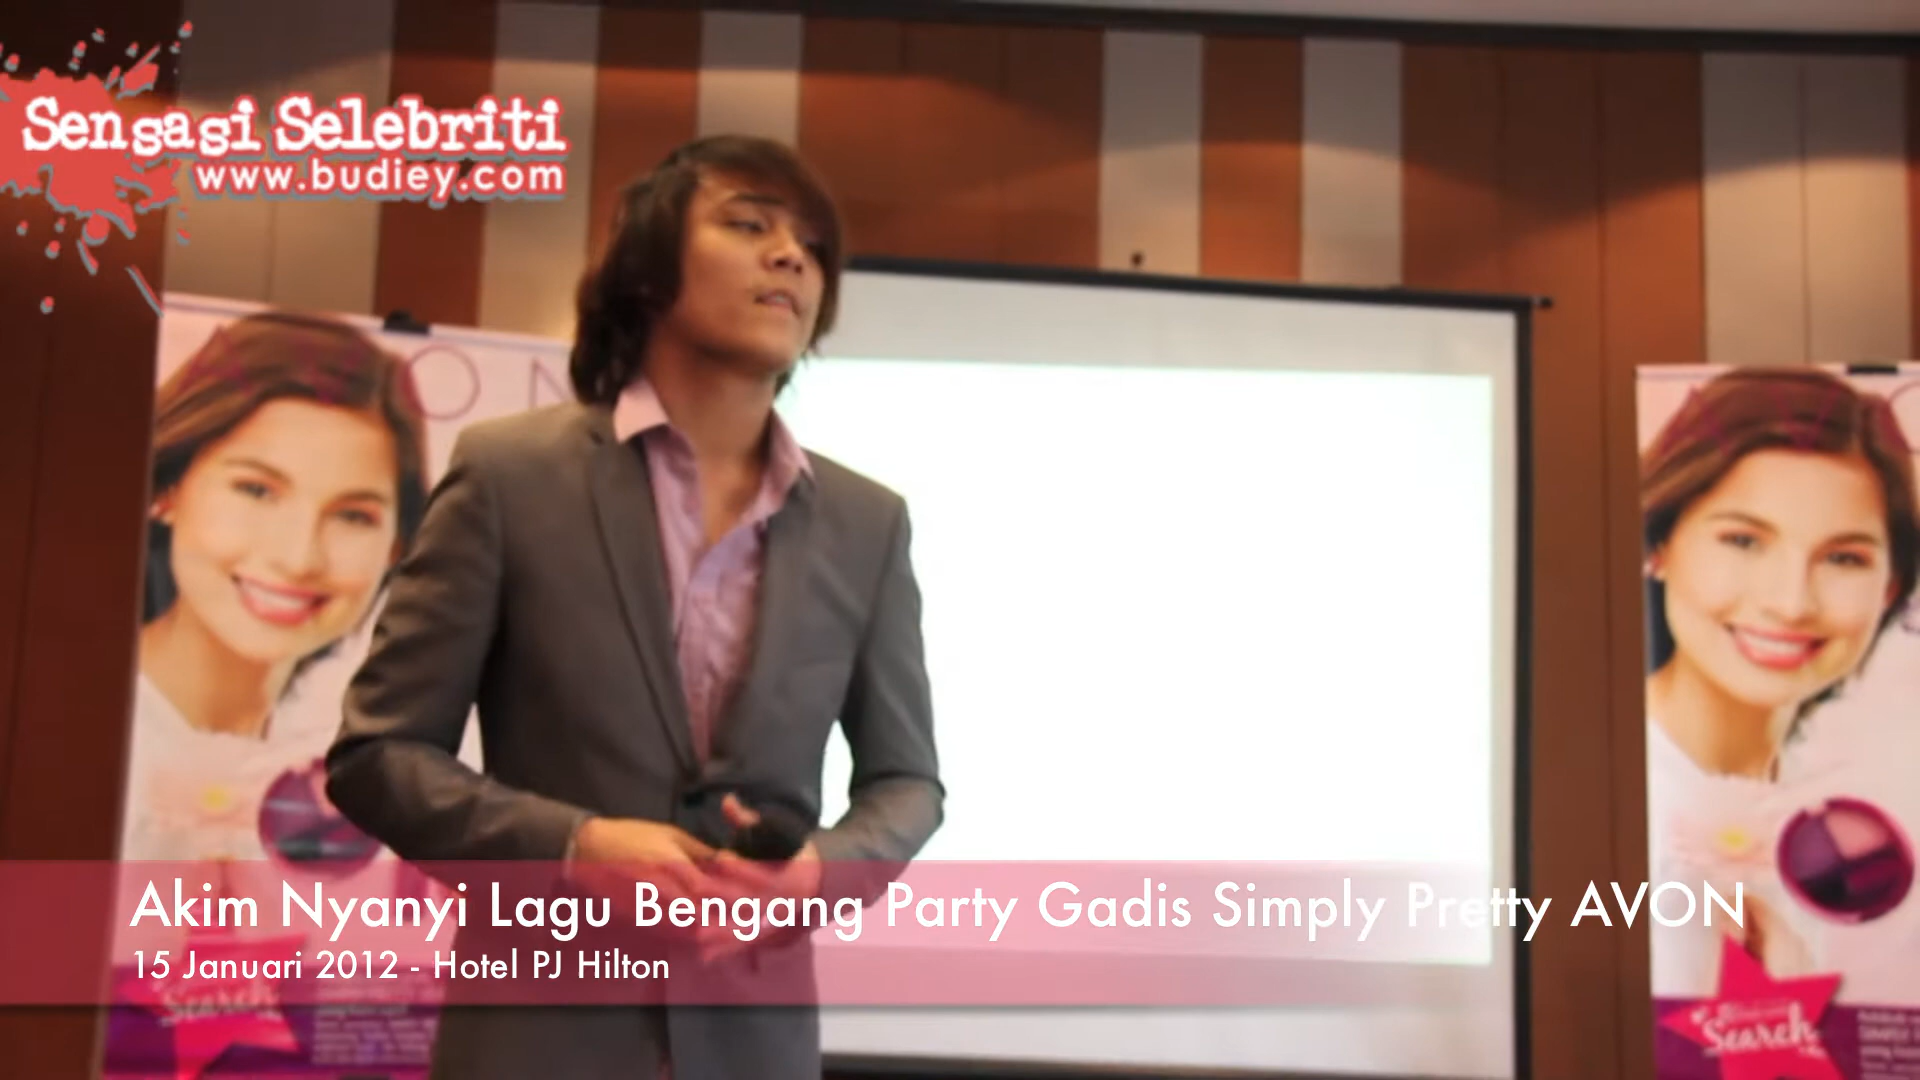 Sensasi Selebriti
www.budiey.com
Akim Nyanyi Lagu Bengang Party Gadis Simply Pretty AVON
15 Januari 2012 - Hotel PJ Hilton
Search
Search